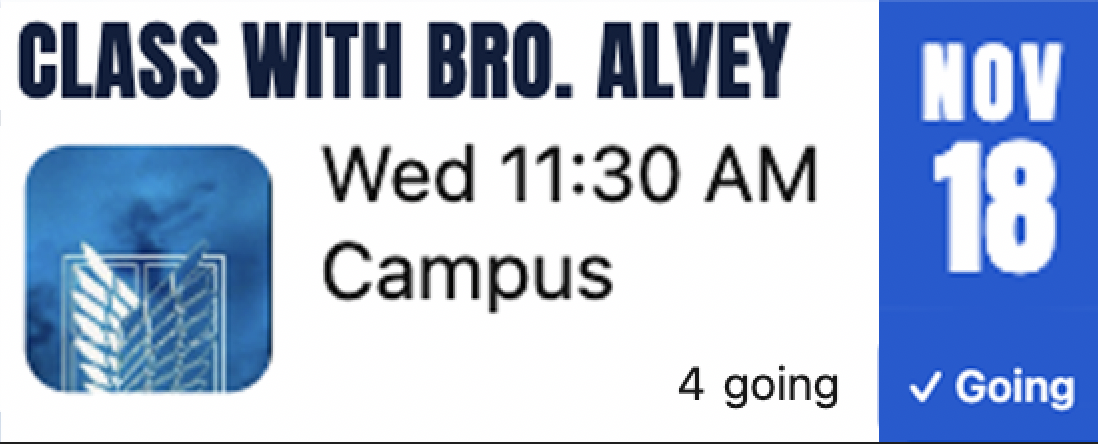 CLASS WITH BRO. ALVEY
Wed 11:30 AM
Campus
4 going
NOV
18
✓ Going